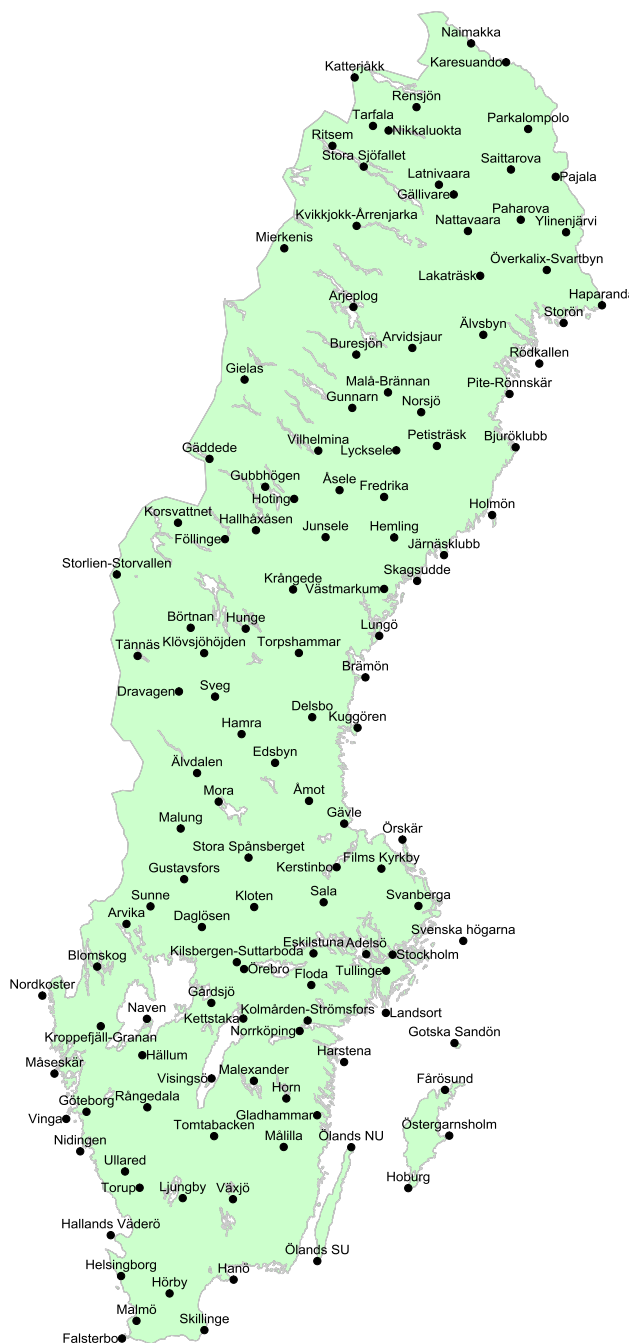 Naimakka
Karesuando
Katterjåkk
Rensjön
Tarfala
Nikkaluokta
Parkalompolo
Ritsem
Stora Sjöfallet
Saittarova
Latnivaara
Pajala
Gällivare
Kvikkjokk-Årrenjarka
Paharova
Nattavaara
Ylinenjärvi
Mierkenis
Överkalix-Svartbyn
Lakaträsk
Arjeplog
Haparanda
Storön
Älvsbyn
Buresjön
Arvidsjaur
Rödkallen
Gielas
Malå-Brännan
Pite-Rönnskär
Gunnarn
Norsjö
Vilhelmina
Lycksele
Petisträsk
Bjuröklubb
Gäddede
Gubbhögen
Åsele
Fredrika
Hoting
Holmön
Korsvattnet
Hallhåxåsen
Föllinge
Junsele
Hemling
Järnäsklubb
Storlien-Storvallen
Krångede
Västmarkum
Skagsudde
Börtnan
Hunge
Lungö
Tännäs
Klövsjöhöjden
Torpshammar
Brämön
Dravagen
Sveg
Delsbo
Kuggören
Hamra
Edsbyn
Älvdalen
Mora
Åmot
Malung
Gävle
Örskär
Stora Spånsberget
Gustavsfors
Kerstinbo
Films Kyrkby
Sunne
Kloten
Sala
Svanberga
Arvika
Daglösen
Svenska högarna
Blomskog
Kilsbergen-Suttarboda
Eskilstuna
Adelsö
Stockholm
Örebro
Tullinge
Floda
Nordkoster
Gårdsjö
Naven
Kettstaka
Kolmården-Strömsfors
Landsort
Kroppefjäll-Granan
Norrköping
Gotska Sandön
Hällum
Harstena
Måseskär
Visingsö
Malexander
Fårösund
Göteborg
Rångedala
Horn
Vinga
Gladhammar
Tomtabacken
Östergarnsholm
Nidingen
Målilla
Ölands NU
Ullared
Torup
Ljungby
Växjö
Hoburg
Hallands Väderö
Ölands SU
Helsingborg
Hanö
Hörby
Malmö
Skillinge
Falsterbo